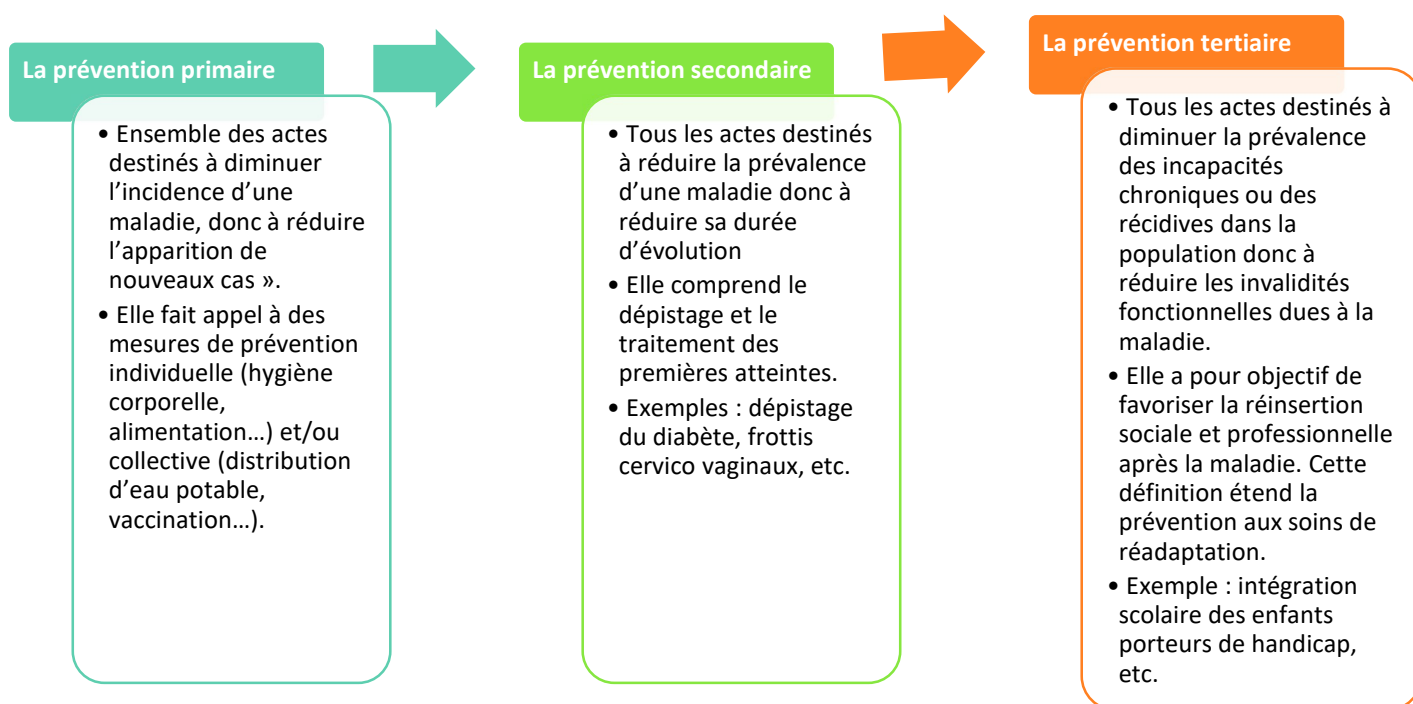 La prévention primaire
• Ensemble des actes
destinés à diminuer
l’incidence d’une
maladie, donc à réduire
l’apparition de
nouveaux cas ».
• Elle fait appel à des
mesures de prévention
individuelle (hygiène
corporelle,
alimentation…) et/ou
collective (distribution
d’eau potable,
vaccination…).
La prévention secondaire
• Tous les actes destinés
à réduire la prévalence
d’une maladie donc à
réduire sa durée
d’évolution
• Elle comprend le
dépistage et le
traitement des
premières atteintes.
• Exemples : dépistage
du diabète, frottis
cervico vaginaux, etc.
La prévention tertiaire
• Tous les actes destinés à
diminuer la prévalence
des incapacités
chroniques ou des
récidives dans la
population donc à
réduire les invalidités
fonctionnelles dues à la
maladie.
• Elle a pour objectif de
favoriser la réinsertion
sociale et professionnelle
après la maladie. Cette
définition étend la
prévention aux soins de
réadaptation.
• Exemple : intégration
scolaire des enfants
porteurs de handicap,
etc.